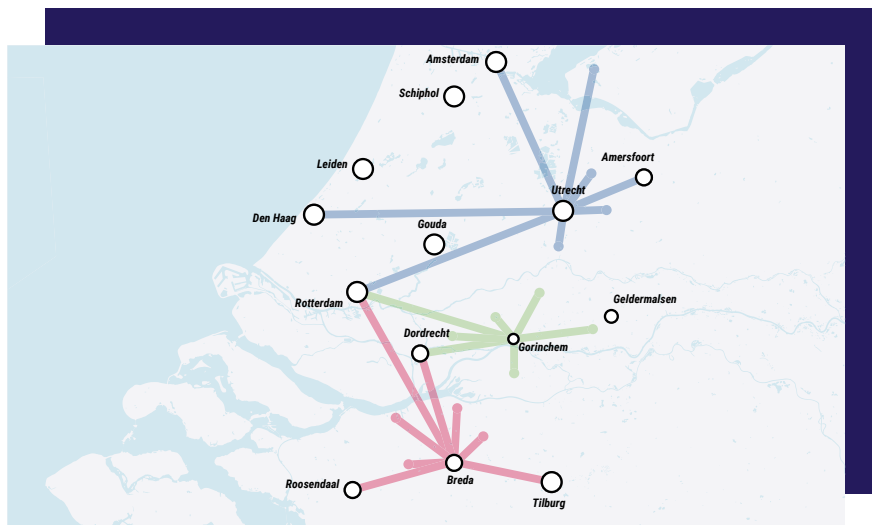 Amsterdam
Schiphol
Amersfoort
Leiden
Utrecht
Den Haag
Gouda
Rotterdam
Geldermalsen
Dordrecht
Gorinchem
Roosendaal
Breda
Tilburg